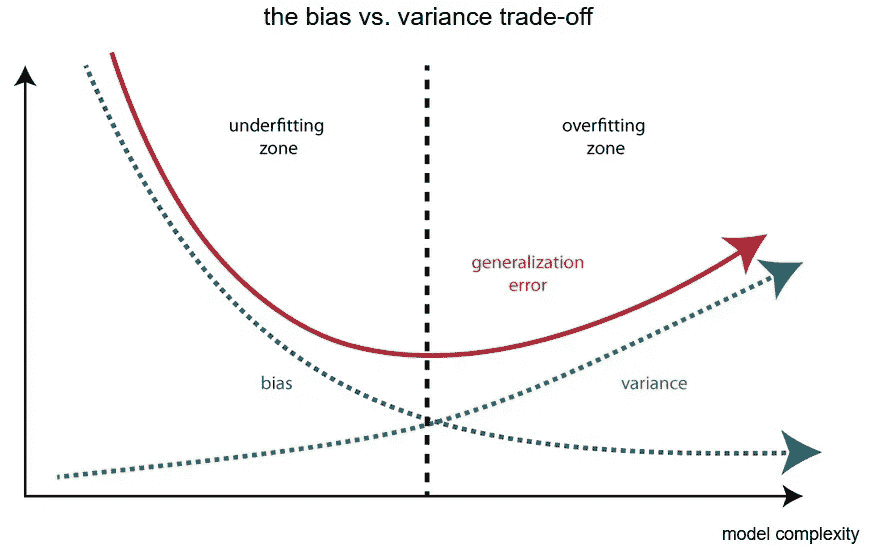 the bias vs. variance trade-off
underfitting
zone
overfitting
zone
generalization
error
bias
variance
model complexity